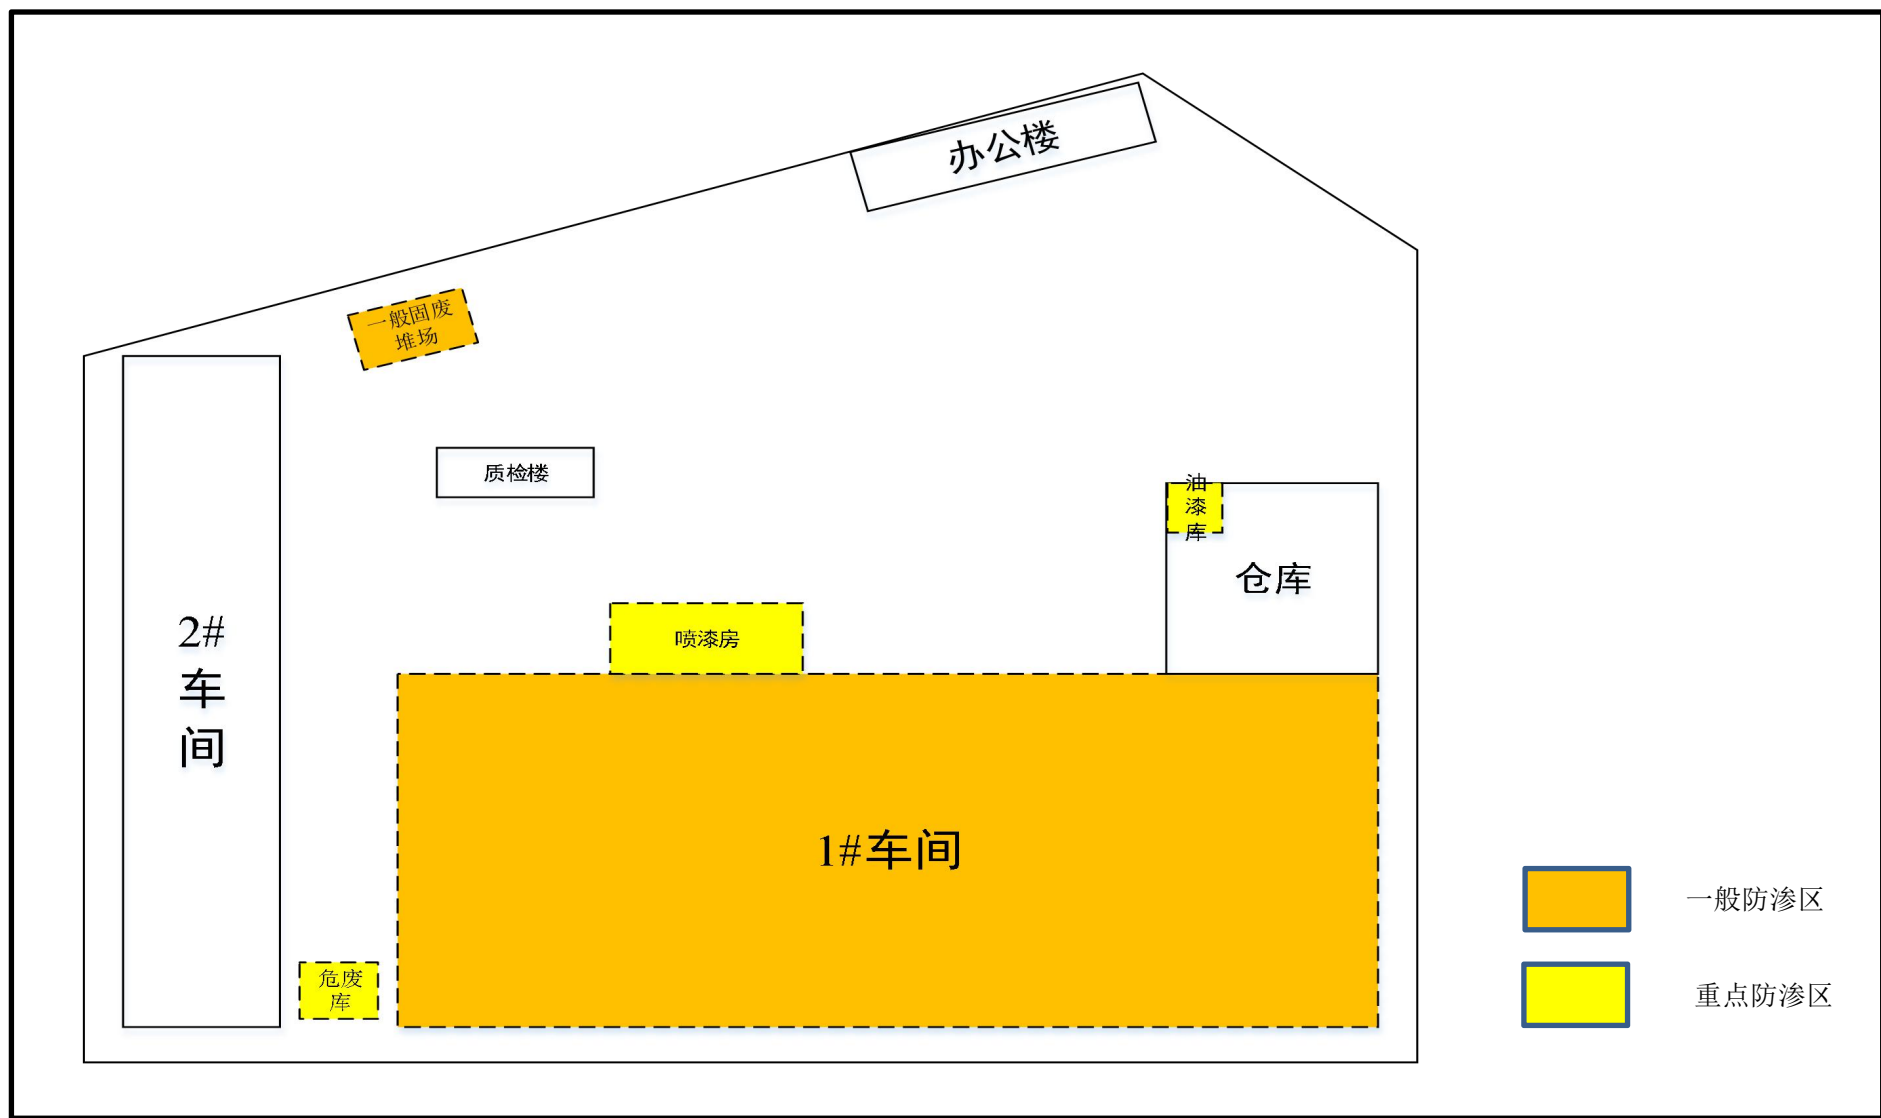 办公楼
一般固废
堆场
质检楼
油
漆
库
仓库
喷漆房
2#
车
间
1#车间
危废
库
一般防渗区
重点防渗区